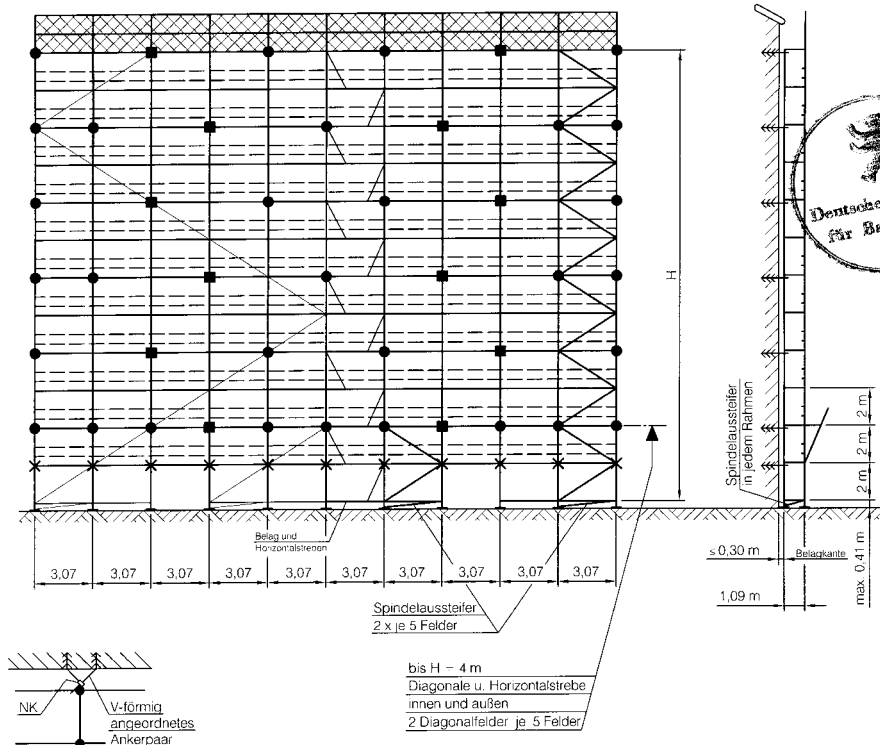 H
Deutsche
für Ba
Spindelaussteifer
in jedem Rahmen
2 m
2 m
2 m
max. 0,41 m
Belag und
Horizontalstreben
≤ 0,30 m
Belagkante
1,09 m
3,07 3,07 3,07 3,07 3,07 3,07 3,07 3,07 3,07 3,07
Spindelaussteifer
2 x je 5 Felder
bis H = 4 m
Diagonale u. Horizontalstrebe
innen und außen
2 Diagonalfelder je 5 Felder
NK
V-förmig
angeordnetes
Ankerpaar